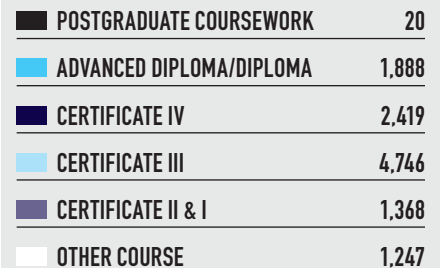 POSTGRADUATE COURSEWORK 20
ADVANCED DIPLOMA/DIPLOMA 1,888
CERTIFICATE IV 2,419
CERTIFICATE III 4,746
CERTIFICATE II & I 1,368
OTHER COURSE 1,247